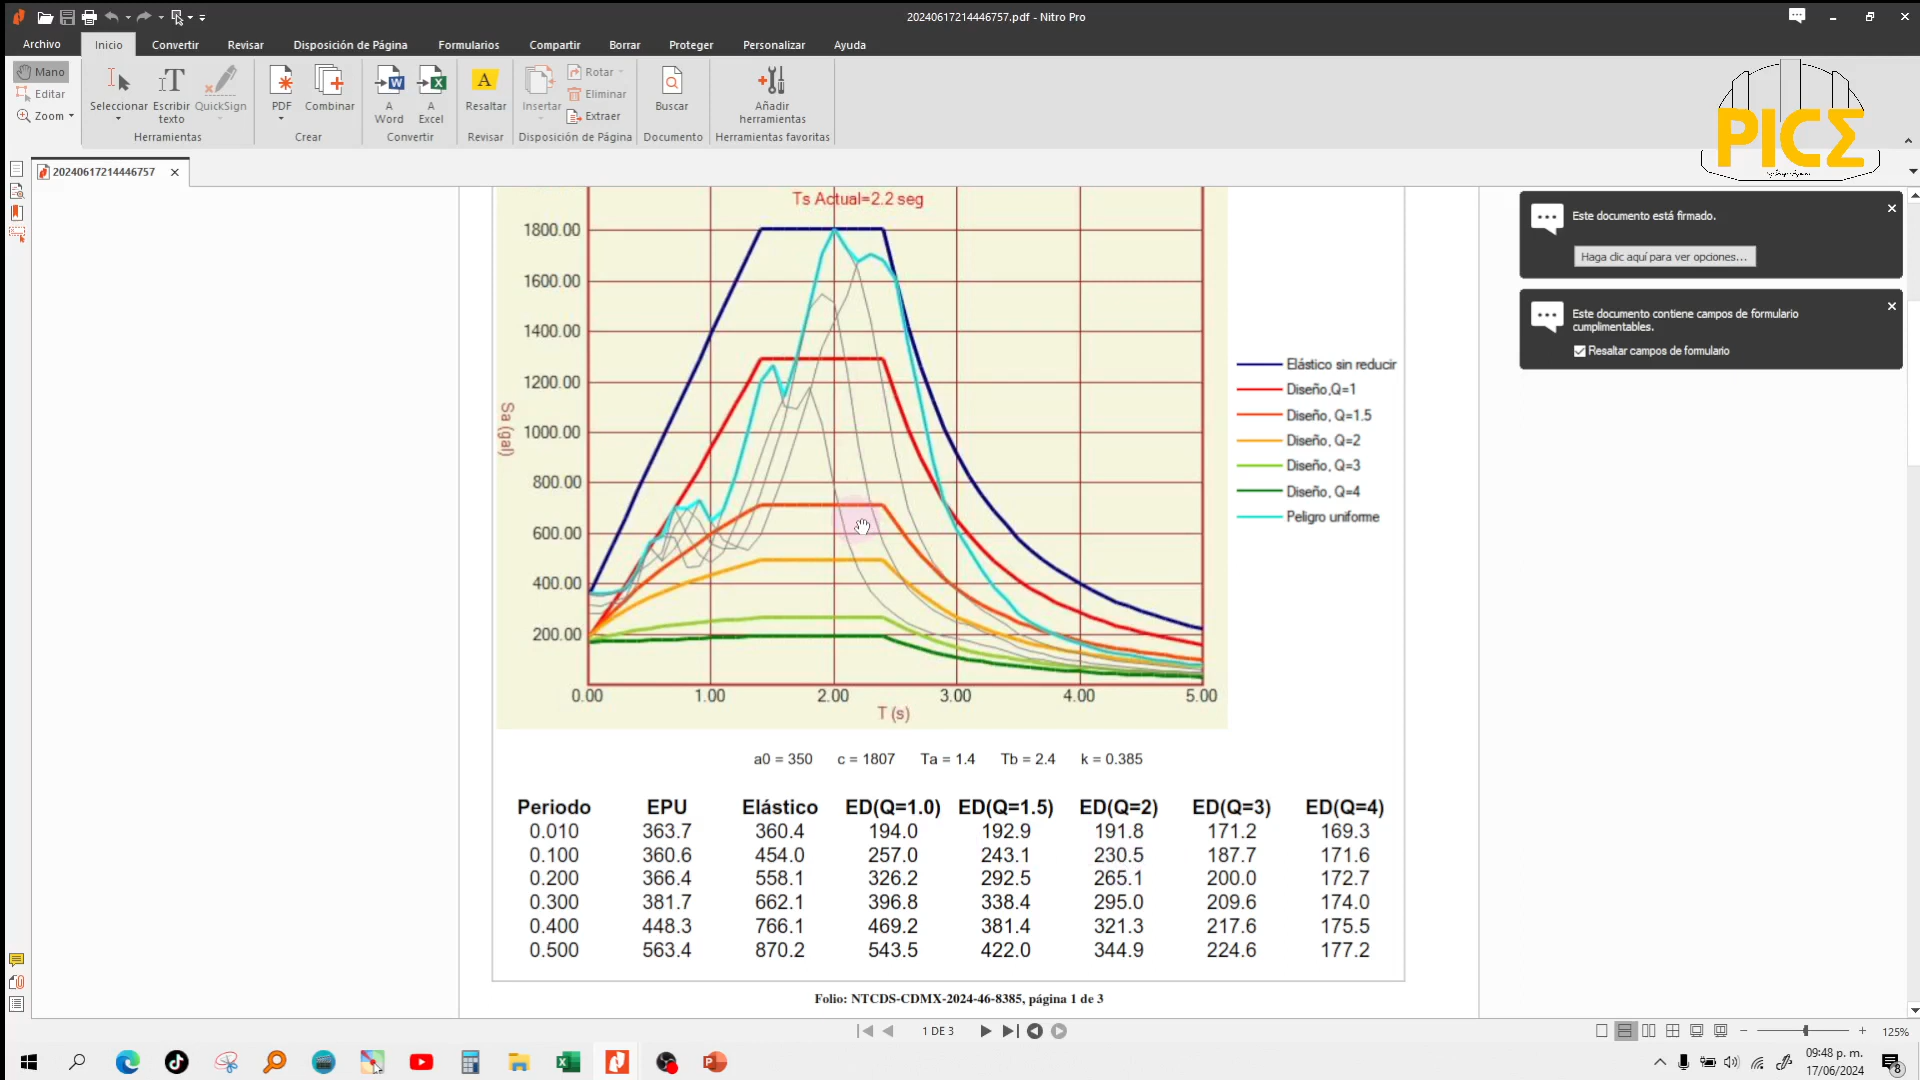 20240617214446757.pdf - Nitro Pro
Archivo Inicio Convertir Revisar Disposición de Página Formularios Compartir Borrar Proteger Personalizar Ayuda
Mano
Editar
Zoom
Seleccionar
Escribir texto
QuickSign
Herramientas
PDF
Combinar
Crear
A Word
A Excel
Convertir
Resaltar
Revisar
Insertar
Rotar
Eliminar
Extraer
Disposición de Página
Buscar
Documento
Añadir herramientas
Herramientas favoritas
PICΣ
20240617214446757
Este documento está firmado.
Haga clic aquí para ver opciones...
Este documento contiene campos de formulario
cumplimentables.
Resaltar campos de formulario
Ts Actual=2.2 seg
1800.00
1600.00
1400.00
1200.00
1000.00
800.00
600.00
400.00
200.00
Sa (gal)
0.00 1.00 2.00 3.00 4.00 5.00
T (s)
Elástico sin reducir
Diseño,Q=1
Diseño, Q=1.5
Diseño, Q=2
Diseño, Q=3
Diseño, Q=4
Peligro uniforme
a0 = 350 c = 1807 Ta = 1.4 Tb = 2.4 k = 0.385
Periodo EPU Elástico ED(Q=1.0) ED(Q=1.5) ED(Q=2) ED(Q=3) ED(Q=4)
0.010 363.7 360.4 194.0 192.9 191.8 171.2 169.3
0.100 360.6 454.0 257.0 243.1 230.5 187.7 171.6
0.200 366.4 558.1 326.2 292.5 265.1 200.0 172.7
0.300 381.7 662.1 396.8 338.4 295.0 209.6 174.0
0.400 448.3 766.1 469.2 381.4 321.3 217.6 175.5
0.500 563.4 870.2 543.5 422.0 344.9 224.6 177.2
Folio: NTCDS-CDMX-2024-46-8385, página 1 de 3
1 DE 3
125%
09:48 p. m.
17/06/2024
8